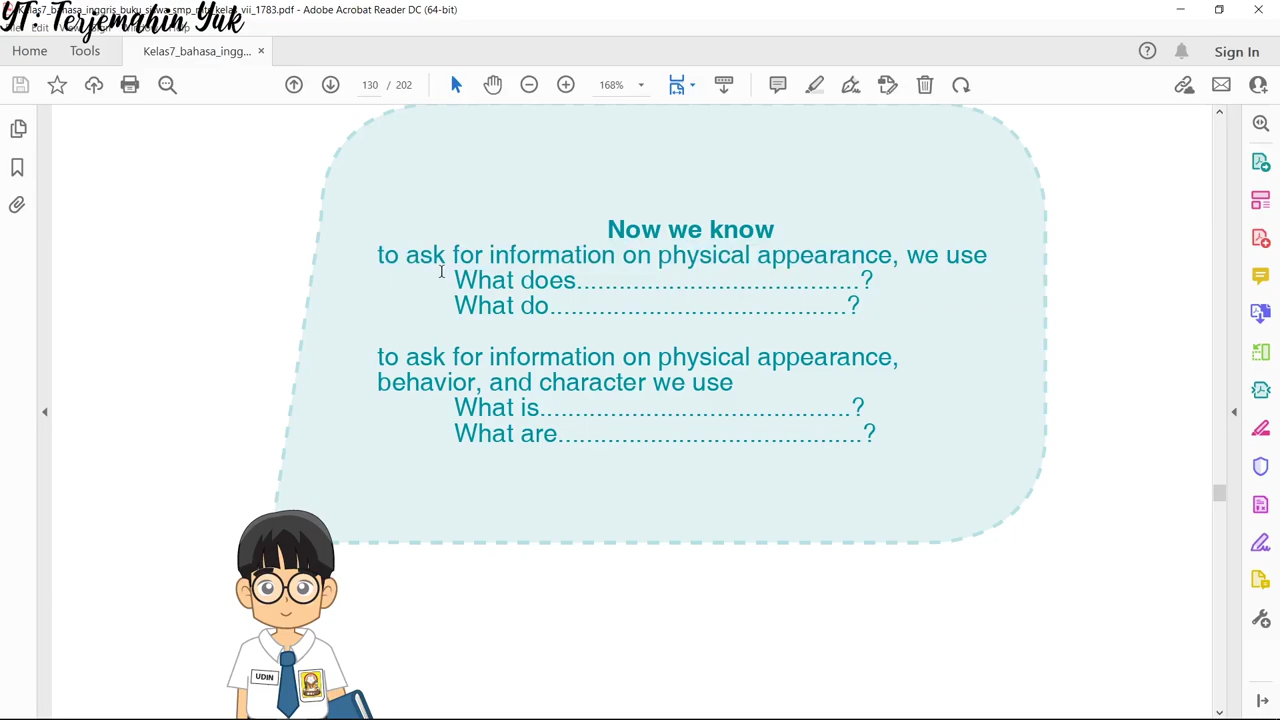 Kelas7_bahasa_inggris_buku_siswa_smp_mts_kelas_vii_1783.pdf - Adobe Acrobat Reader DC (64-bit)
YT: Terjemahin Yuk
Home Tools Kelas7_bahasa_ingg... × Sign In
130 / 202 168%
Now we know
to ask for information on physical appearance, we use
What does.......................................?
What do.........................................?
to ask for information on physical appearance,
behavior, and character we use
What is...........................................?
What are..........................................?
UDIN